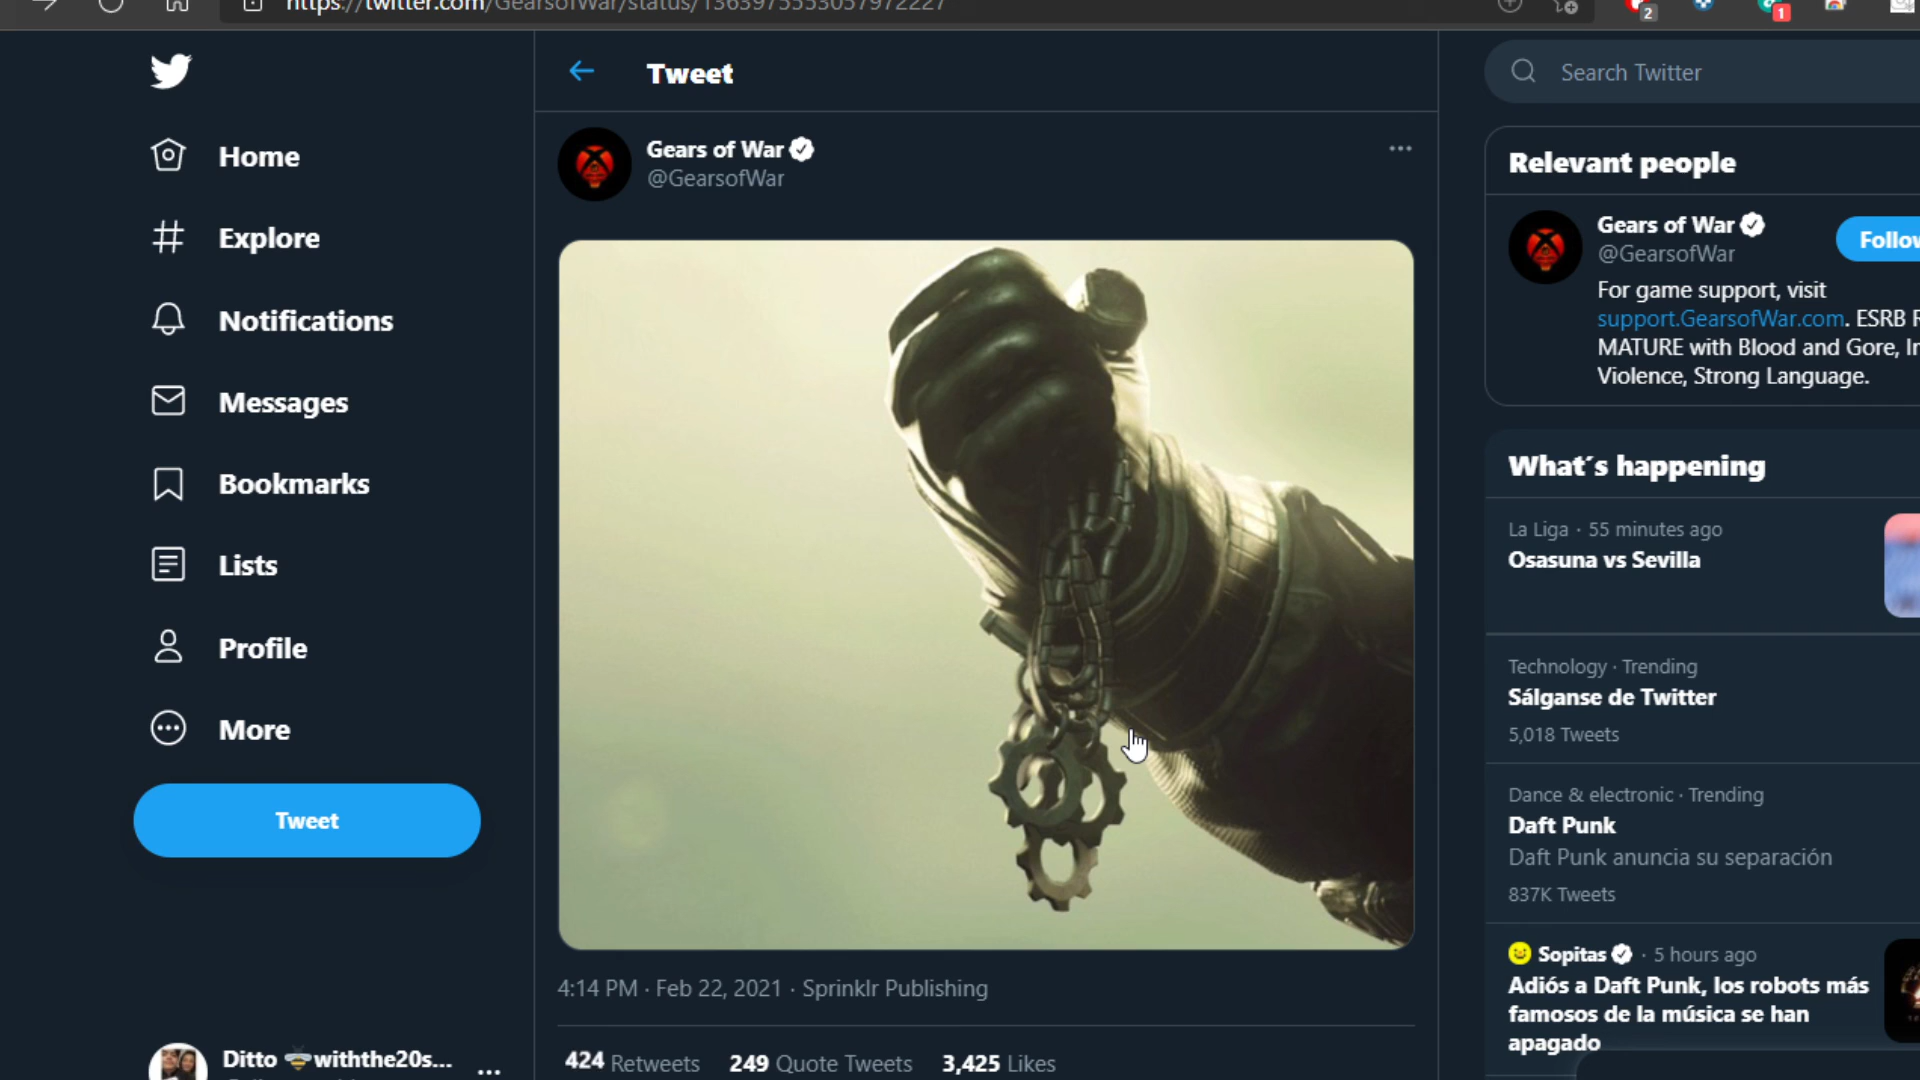 https://twitter.com/GearsofWar/status/1363975553057972227
2
1
Tweet
Search Twitter
Home
Explore
Notifications
Messages
Bookmarks
Lists
Profile
More
Tweet
Ditto 🐝withthe20s...
Gears of War
@GearsofWar
4:14 PM · Feb 22, 2021 · Sprinklr Publishing
424 Retweets 249 Quote Tweets 3,425 Likes
Relevant people
Gears of War
@GearsofWar
Follow
For game support, visit
support.GearsofWar.com. ESRB R
MATURE with Blood and Gore, In
Violence, Strong Language.
What´s happening
La Liga · 55 minutes ago
Osasuna vs Sevilla
Technology · Trending
Sálganse de Twitter
5,018 Tweets
Dance & electronic · Trending
Daft Punk
Daft Punk anuncia su separación
837K Tweets
Sopitas · 5 hours ago
Adiós a Daft Punk, los robots más
famosos de la música se han
apagado